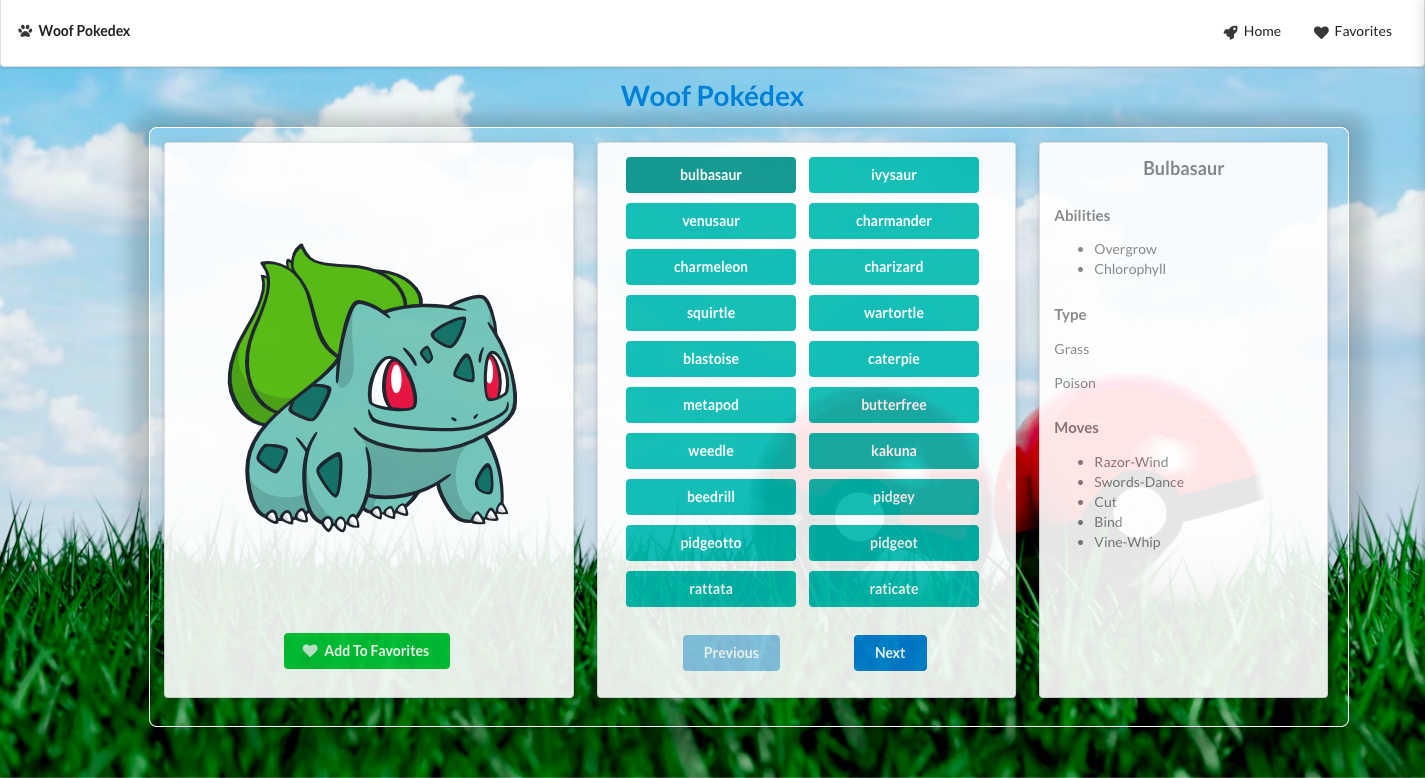 Woof Pokedex
Home
Favorites
Woof Pokédex
Add To Favorites
bulbasaur
ivysaur
venusaur
charmander
charmeleon
charizard
squirtle
wartortle
blastoise
caterpie
metapod
butterfree
weedle
kakuna
beedrill
pidgey
pidgeotto
pidgeot
rattata
raticate
Previous
Next
Bulbasaur
Abilities
Overgrow
Chlorophyll
Type
Grass
Poison
Moves
Razor-Wind
Swords-Dance
Cut
Bind
Vine-Whip